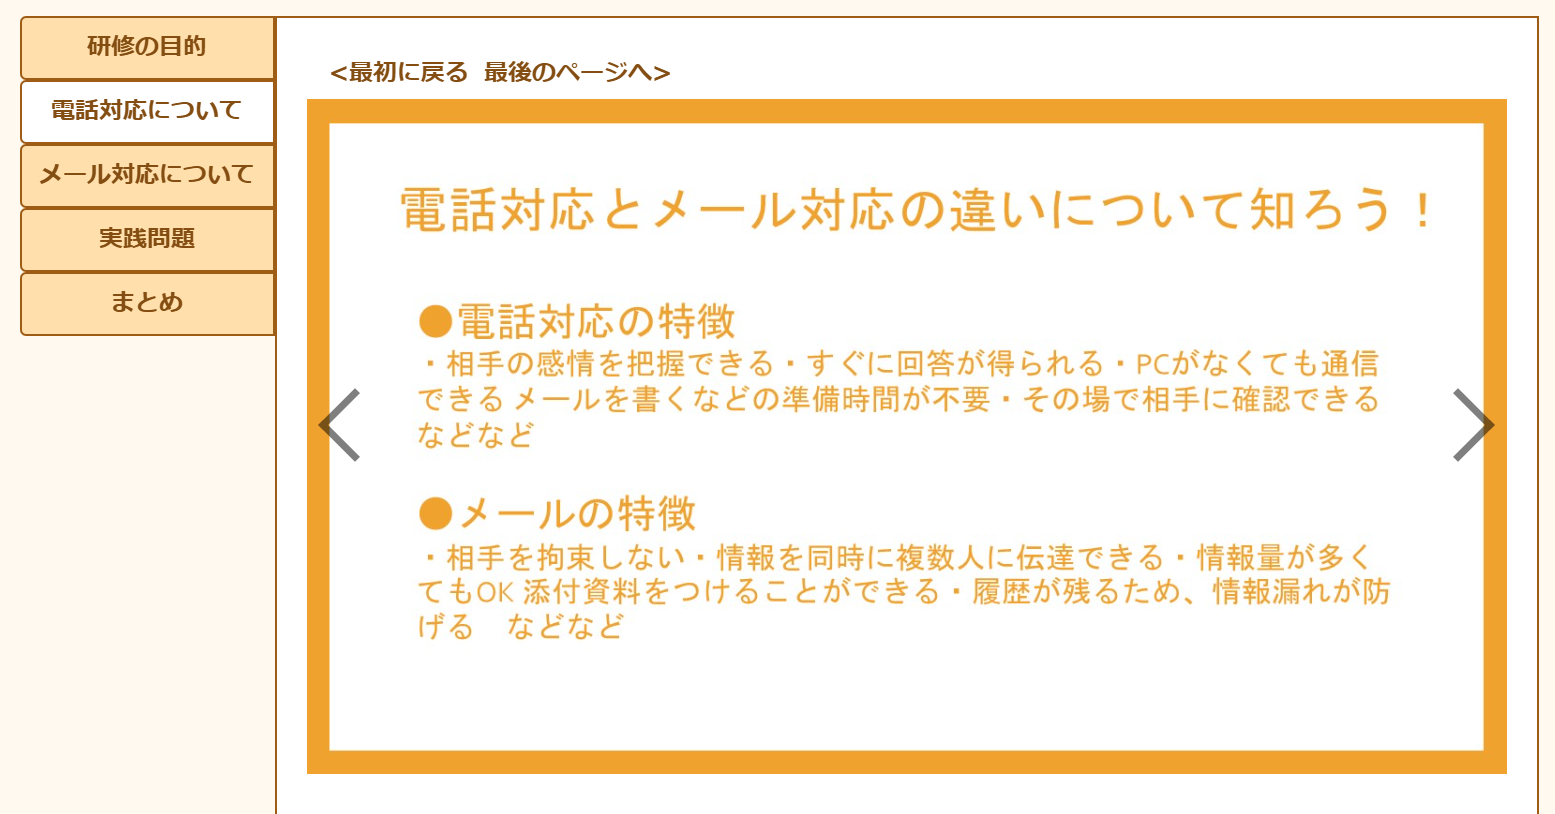 研修の目的
電話対応について
メール対応について
実践問題
まとめ
<最初に戻る 最後のページへ>
電話対応とメール対応の違いについて知ろう！
●電話対応の特徴
・相手の感情を把握できる・すぐに回答が得られる・PCがなくても通信
できる メールを書くなどの準備時間が不要・その場で相手に確認できる
などなど
●メールの特徴
・相手を拘束しない・情報を同時に複数人に伝達できる・情報量が多く
てもOK 添付資料をつけることができる・履歴が残るため、情報漏れが防
げる　などなど